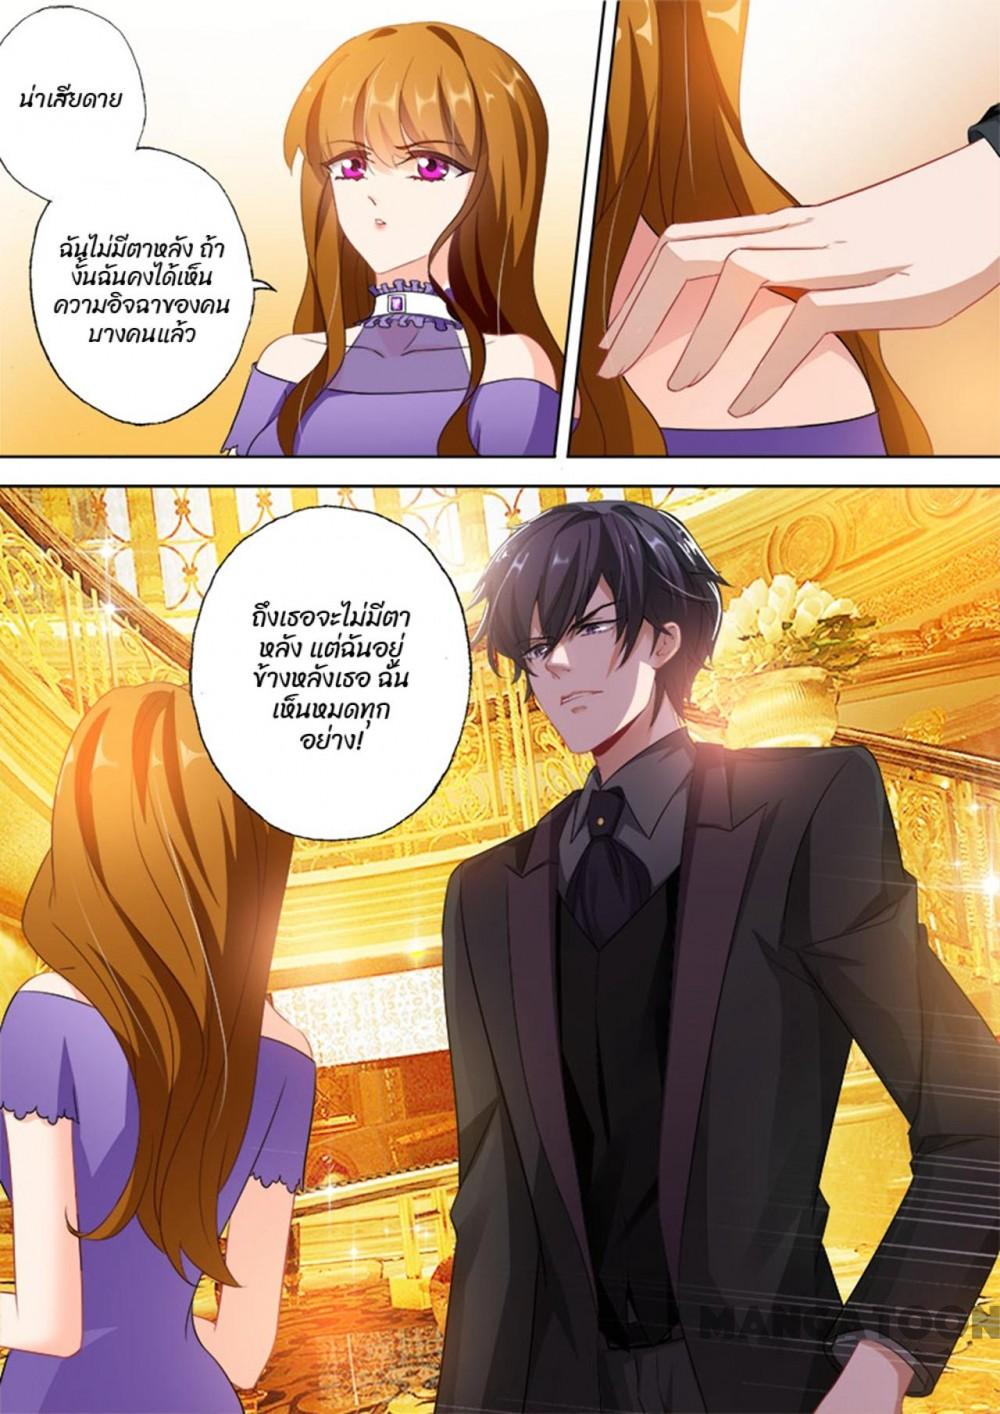 น่าเสียดาย
ฉันไม่มีตาหลัง ถ้า
งั้นฉันคงได้เห็น
ความอิจฉาของคน
บางคนแล้ว
ถึงเธอจะไม่มีตา
หลัง แต่ฉันอยู่
ข้างหลังเธอ ฉัน
เห็นหมดทุก
อย่าง!
MANGATOON